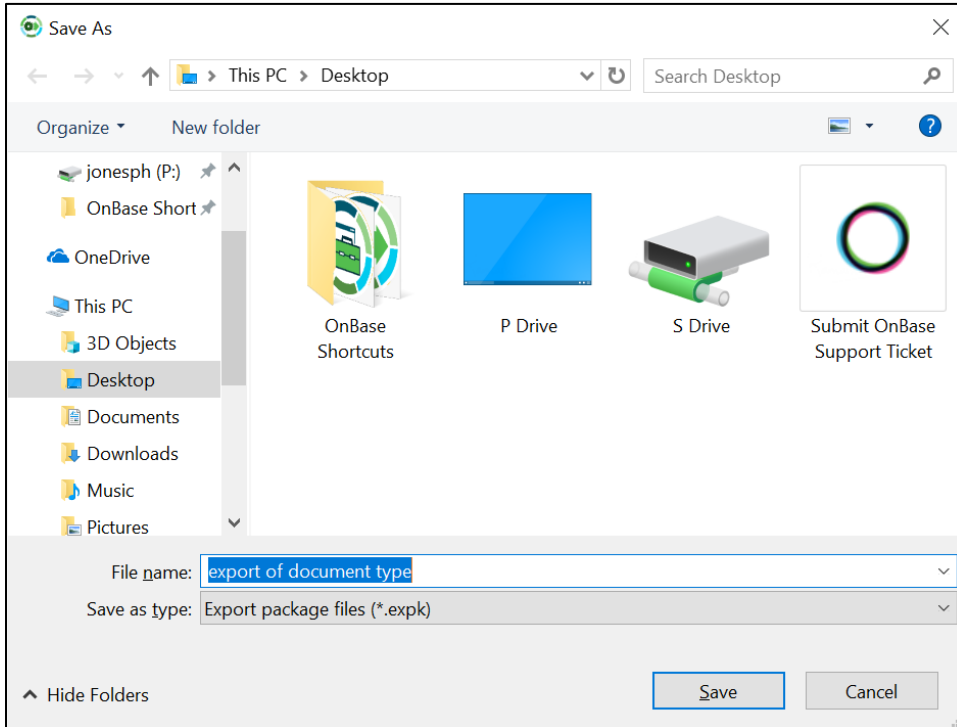 Save As
This PC > Desktop
Search Desktop
Organize
New folder
jonesph (P:)
OnBase Short
OneDrive
This PC
3D Objects
Desktop
Documents
Downloads
Music
Pictures
OnBase
Shortcuts
P Drive
S Drive
Submit OnBase
Support Ticket
File name: export of document type
Save as type: Export package files (*.expk)
Hide Folders
Save
Cancel